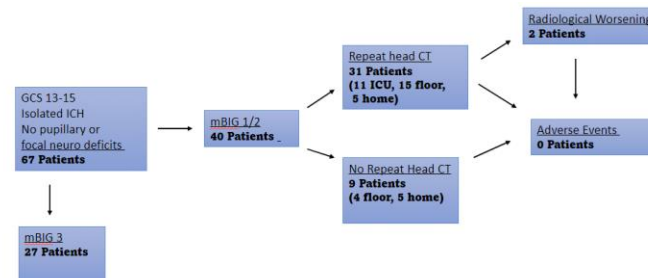 GCS 13-15
Isolated ICH
No pupillary or
focal neuro deficits
67 Patients
mBIG 3
27 Patients
mBIG 1/2
40 Patients
Repeat head CT
31 Patients
(11 ICU, 15 floor,
5 home)
No Repeat Head CT
9 Patients
(4 floor, 5 home)
Radiological Worsening
2 Patients
Adverse Events
0 Patients